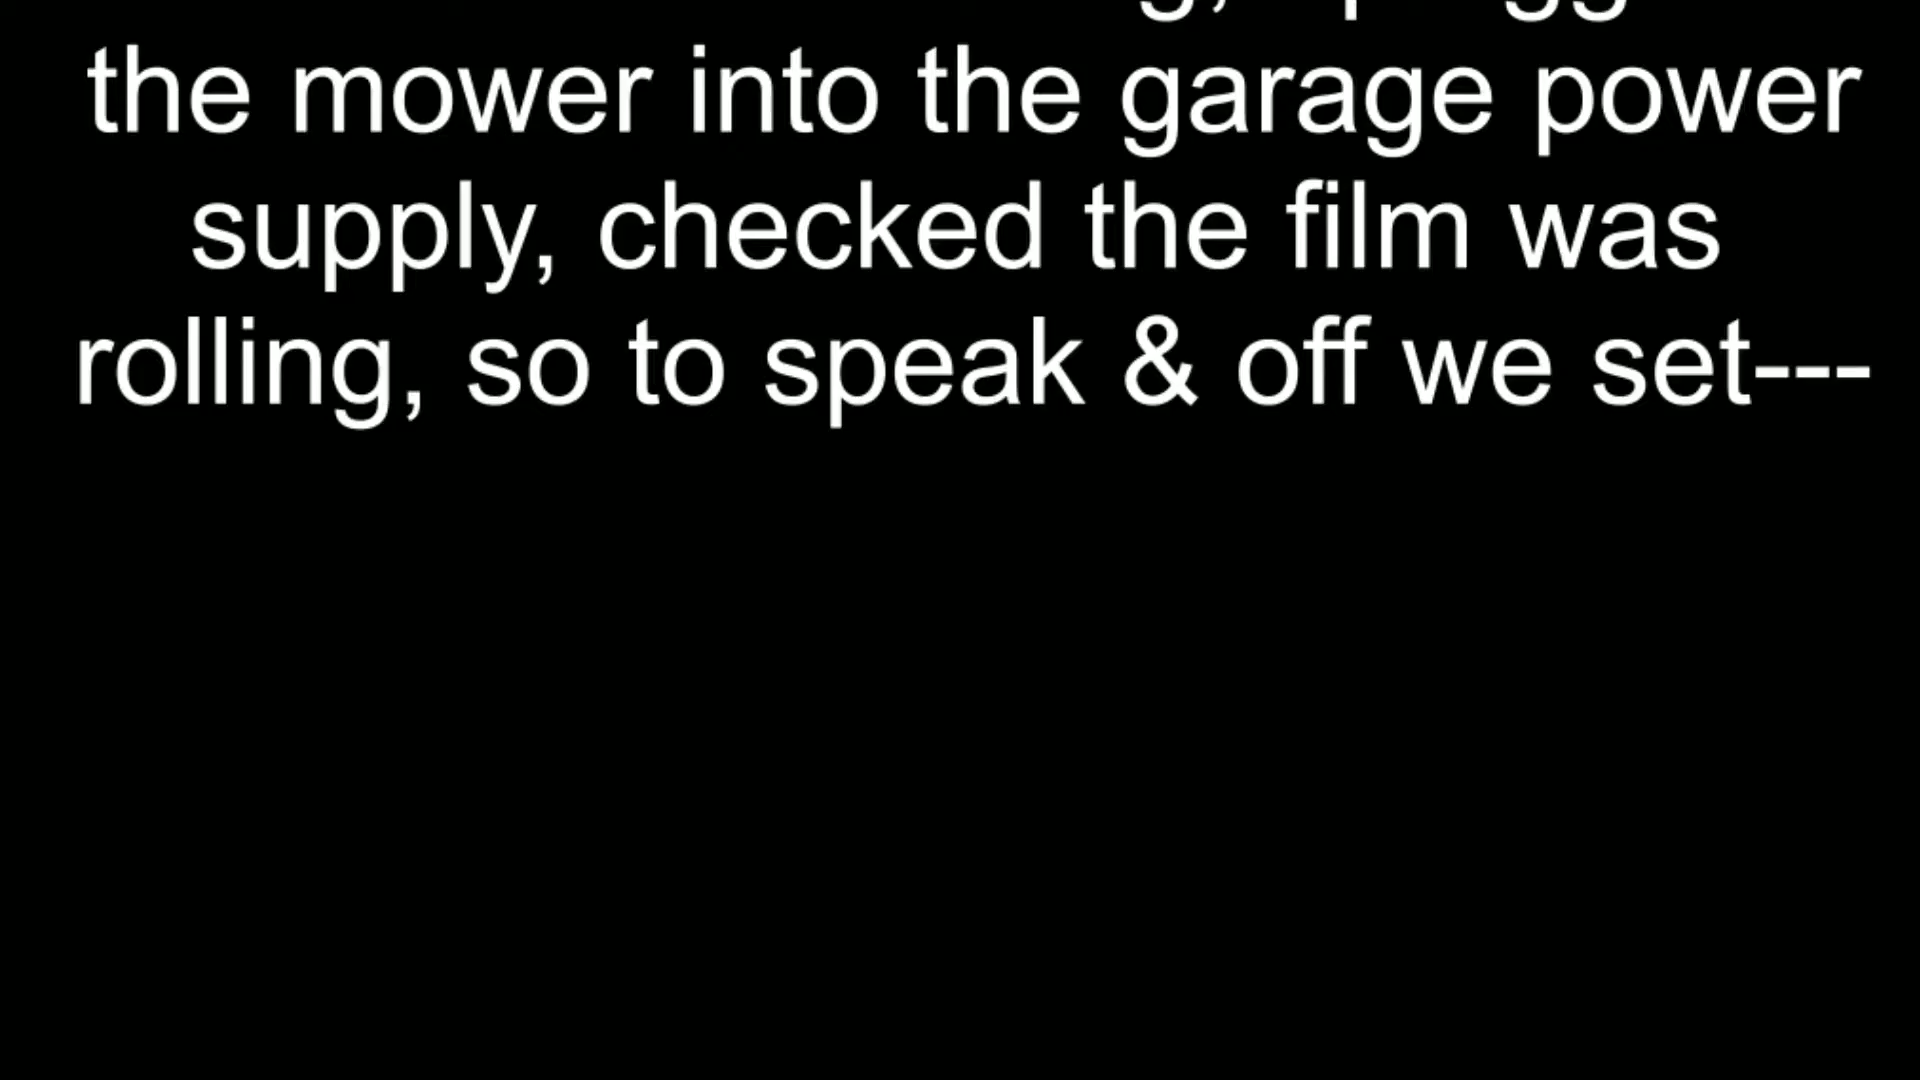 the mower into the garage power
supply, checked the film was
rolling, so to speak & off we set---